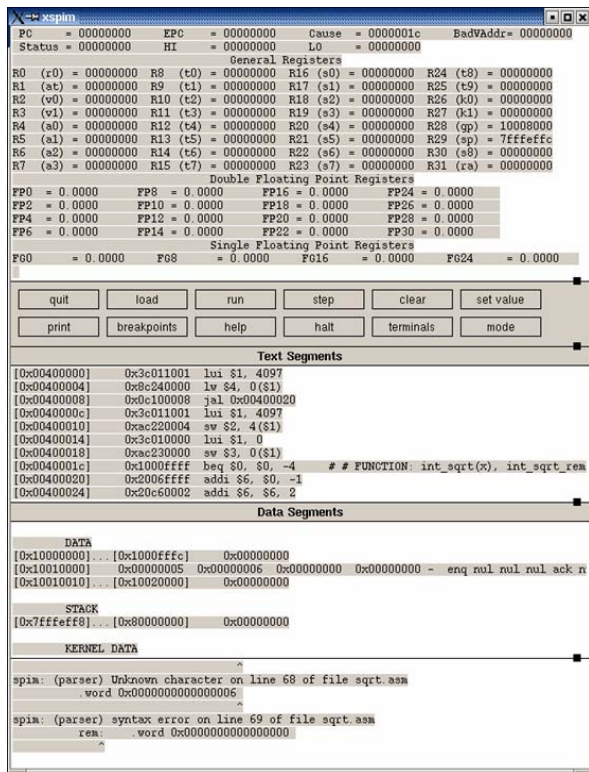 xspim
PC = 00000000 EPC = 00000000 Cause = 0000001c BadVAddr= 00000000
Status = 00000000 HI = 00000000 LO = 00000000
General Registers
R0 (r0) = 00000000 R8 (t0) = 00000000 R16 (s0) = 00000000 R24 (t8) = 00000000
R1 (at) = 00000000 R9 (t1) = 00000000 R17 (s1) = 00000000 R25 (t9) = 00000000
R2 (v0) = 00000000 R10 (t2) = 00000000 R18 (s2) = 00000000 R26 (k0) = 00000000
R3 (v1) = 00000000 R11 (t3) = 00000000 R19 (s3) = 00000000 R27 (k1) = 00000000
R4 (a0) = 00000000 R12 (t4) = 00000000 R20 (s4) = 00000000 R28 (gp) = 10008000
R5 (a1) = 00000000 R13 (t5) = 00000000 R21 (s5) = 00000000 R29 (sp) = 7fffeffc
R6 (a2) = 00000000 R14 (t6) = 00000000 R22 (s6) = 00000000 R30 (s8) = 00000000
R7 (a3) = 00000000 R15 (t7) = 00000000 R23 (s7) = 00000000 R31 (ra) = 00000000
Double Floating Point Registers
FP0 = 0.0000 FP8 = 0.0000 FP16 = 0.0000 FP24 = 0.0000
FP2 = 0.0000 FP10 = 0.0000 FP18 = 0.0000 FP26 = 0.0000
FP4 = 0.0000 FP12 = 0.0000 FP20 = 0.0000 FP28 = 0.0000
FP6 = 0.0000 FP14 = 0.0000 FP22 = 0.0000 FP30 = 0.0000
Single Floating Point Registers
FG0 = 0.0000 FG8 = 0.0000 FG16 = 0.0000 FG24 = 0.0000
quit load run step clear set value
print breakpoints help halt terminals mode
Text Segments
[0x00400000] 0x3c011001 lui $1, 4097
[0x00400004] 0x8c240000 lw $4, 0($1)
[0x00400008] 0x0c100008 jal 0x00400020
[0x0040000c] 0x3c011001 lui $1, 4097
[0x00400010] 0xac220004 sw $2, 4($1)
[0x00400014] 0x3c010000 lui $1, 0
[0x00400018] 0xac230000 sw $3, 0($1)
[0x0040001c] 0x1000ffff beq $0, $0, -4 # # FUNCTION: int_sqrt(x), int_sqrt_rem
[0x00400020] 0x2006ffff addi $6, $0, -1
[0x00400024] 0x20c60002 addi $6, $6, 2
Data Segments
DATA
[0x10000000]...[0x1000fffc] 0x00000000
[0x10010000] 0x00000005 0x00000006 0x00000000 0x00000000 - enq nul nul nul ack n
[0x10010010]...[0x10020000] 0x00000000
STACK
[0x7fffeff8]...[0x80000000] 0x00000000
KERNEL DATA
^
spim: (parser) Unknown character on line 68 of file sqrt.asm
.word 0x0000000000000006
^
spim: (parser) syntax error on line 69 of file sqrt.asm
rem: .word 0x0000000000000000
^